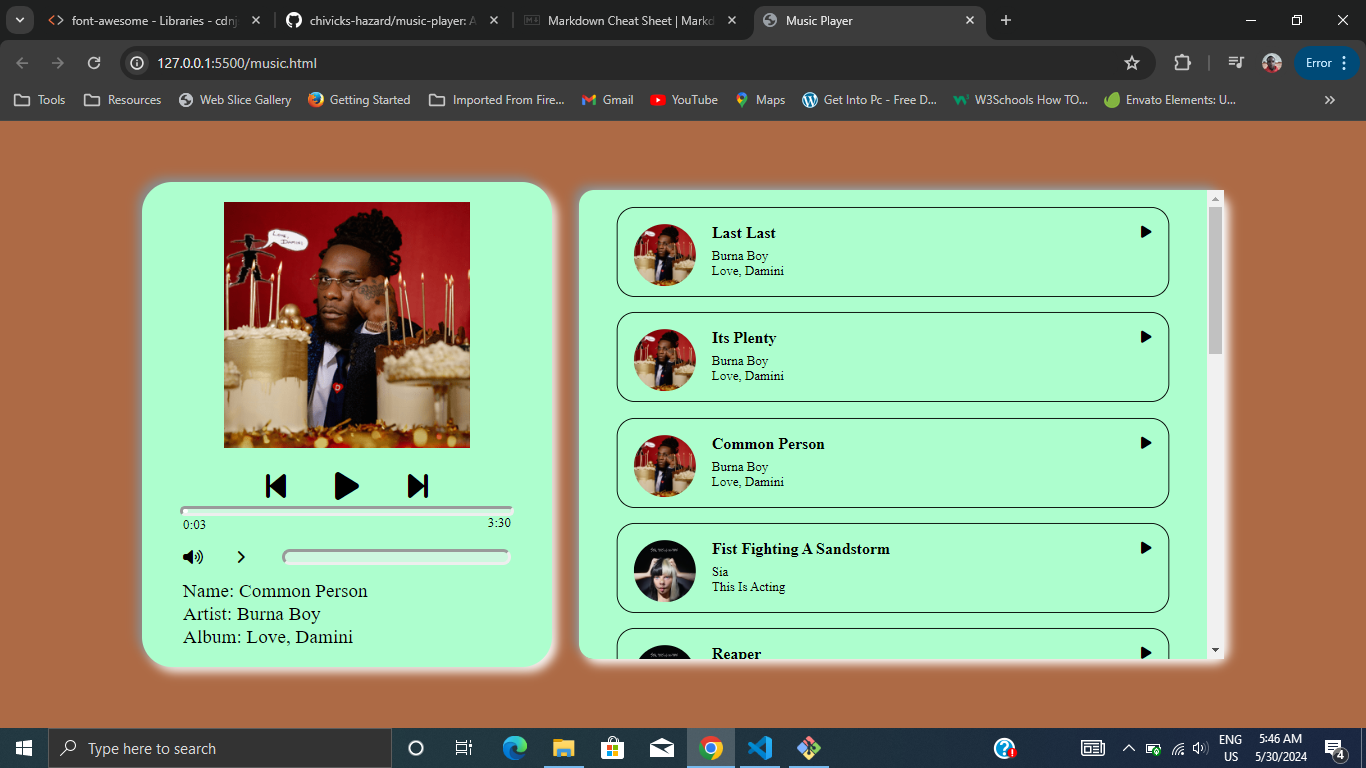 font-awesome - Libraries - cdnj
chivicks-hazard/music-player: A
Markdown Cheat Sheet | Markd
Music Player
127.0.0.1:5500/music.html
Error
Tools
Resources
Web Slice Gallery
Getting Started
Imported From Fire...
Gmail
YouTube
Maps
Get Into Pc - Free D...
W3Schools How TO...
Envato Elements: U...
Love, Damini
0:03
3:30
Name: Common Person
Artist: Burna Boy
Album: Love, Damini
Last Last
Burna Boy
Love, Damini
Its Plenty
Burna Boy
Love, Damini
Common Person
Burna Boy
Love, Damini
Fist Fighting A Sandstorm
Sia
This Is Acting
Reaper
Type here to search
ENG
US
5:46 AM
5/30/2024
4